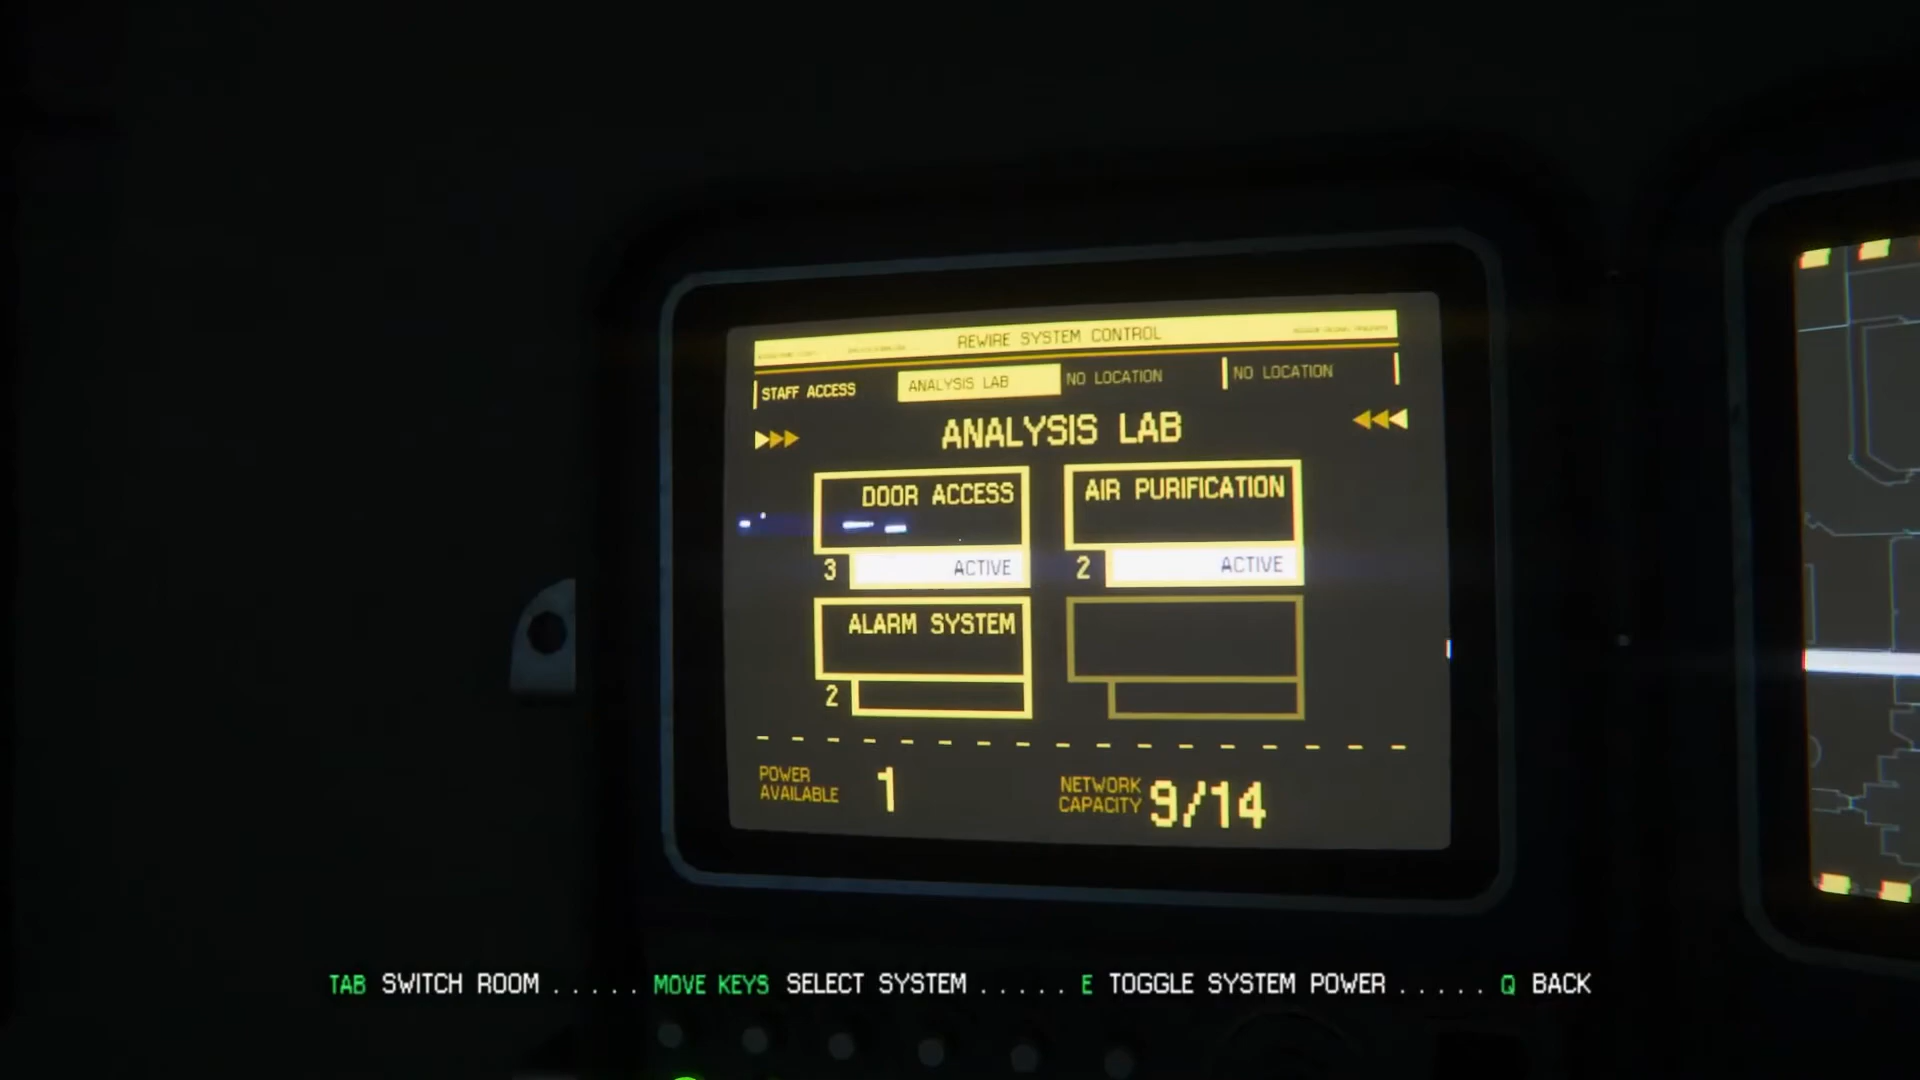 REWIRE SYSTEM CONTROL
STAFF ACCESS ANALYSIS LAB NO LOCATION NO LOCATION
ANALYSIS LAB
DOOR ACCESS AIR PURIFICATION
3 ACTIVE 2 ACTIVE
ALARM SYSTEM
2
POWER AVAILABLE 1 NETWORK CAPACITY 9/14
TAB SWITCH ROOM ..... MOVE KEYS SELECT SYSTEM ..... E TOGGLE SYSTEM POWER ..... Q BACK